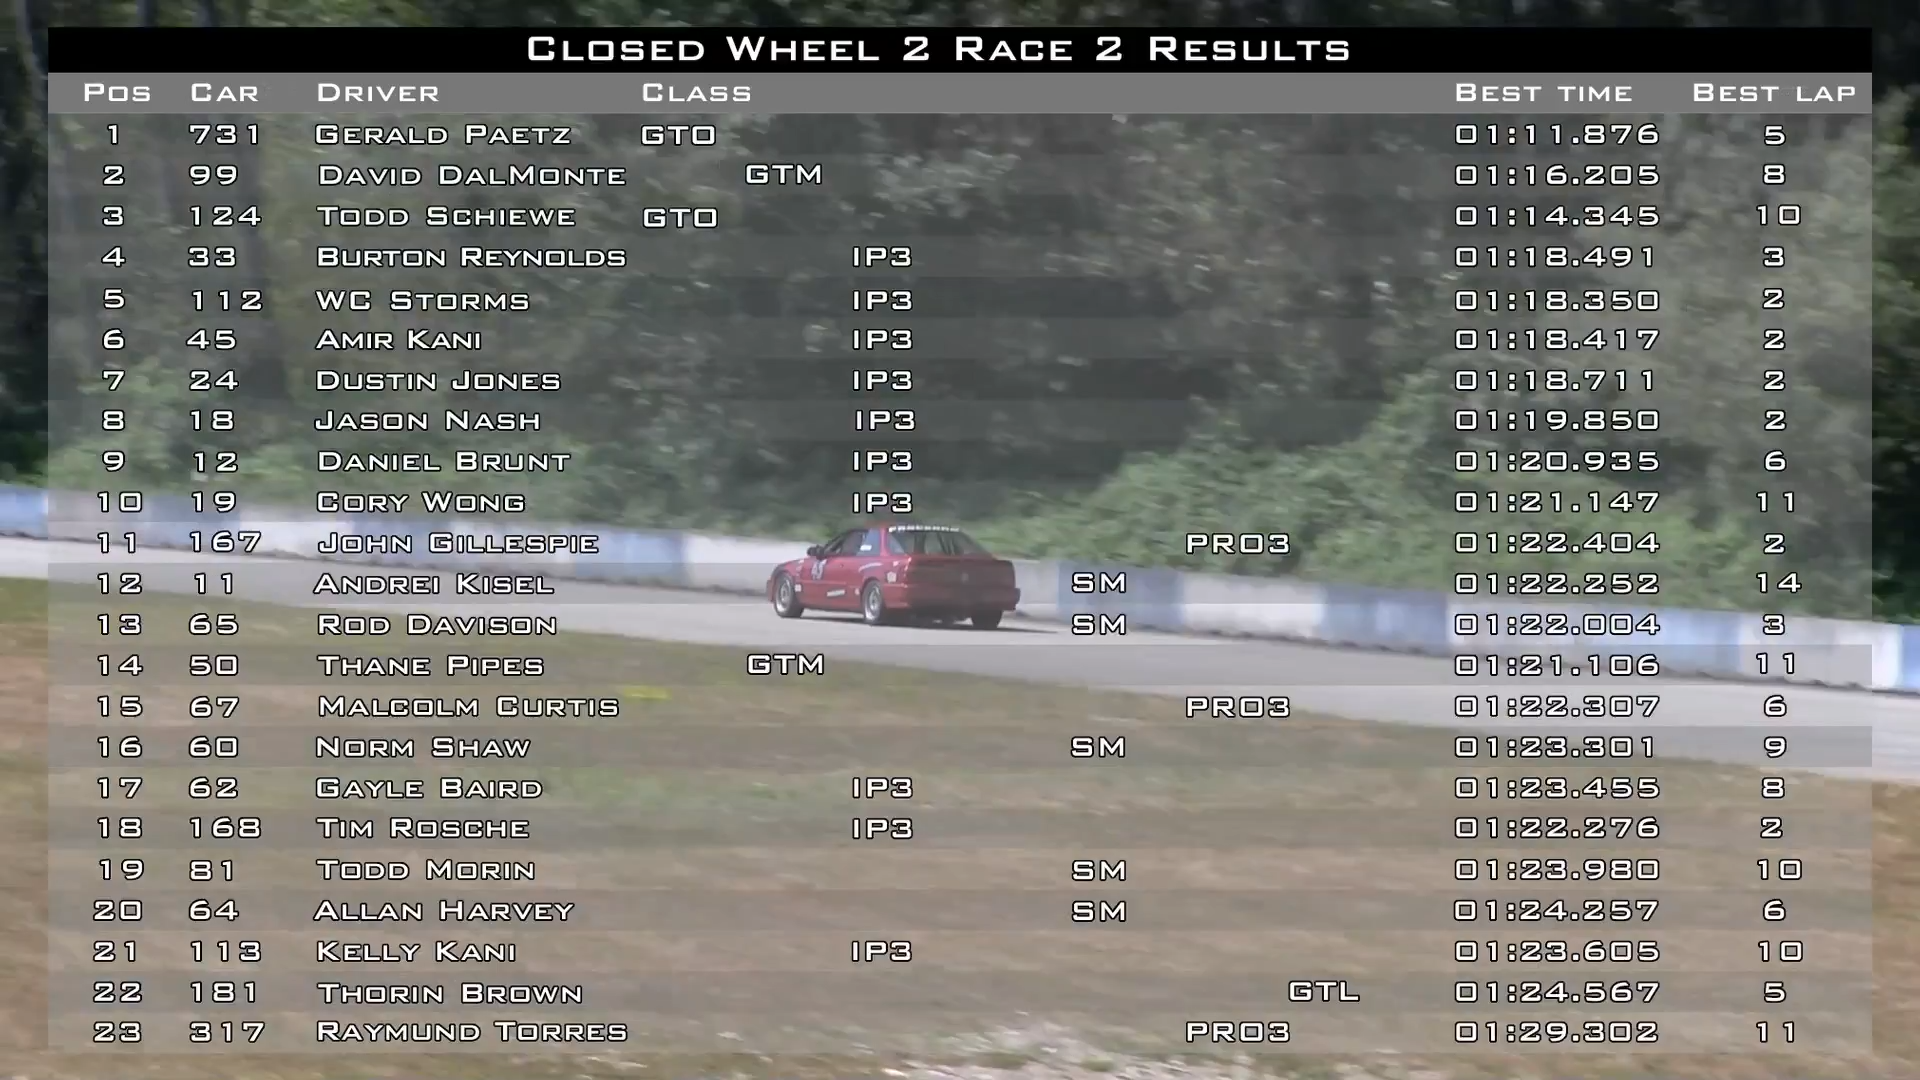 Closed Wheel 2 Race 2 Results
Pos Car Driver Class Best time Best lap
1 731 Gerald Paetz GTO 01:11.876 5
2 99 David DalMonte GTM 01:16.205 8
3 124 Todd Schiewe GTO 01:14.345 10
4 33 Burton Reynolds IP3 01:18.491 3
5 112 WC Storms IP3 01:18.350 2
6 45 Amir Kani IP3 01:18.417 2
7 24 Dustin Jones IP3 01:18.711 2
8 18 Jason Nash IP3 01:19.850 2
9 12 Daniel Brunt IP3 01:20.935 6
10 19 Cory Wong IP3 01:21.147 11
11 167 John Gillespie PRO3 01:22.404 2
12 11 Andrei Kisel SM 01:22.252 14
13 65 Rod Davison SM 01:22.004 3
14 50 Thane Pipes GTM 01:21.106 11
15 67 Malcolm Curtis PRO3 01:22.307 6
16 60 Norm Shaw SM 01:23.301 9
17 62 Gayle Baird IP3 01:23.455 8
18 168 Tim Rosche IP3 01:22.276 2
19 81 Todd Morin SM 01:23.980 10
20 64 Allan Harvey SM 01:24.257 6
21 113 Kelly Kani IP3 01:23.605 10
22 181 Thorin Brown GTL 01:24.567 5
23 317 Raymund Torres PRO3 01:29.302 11